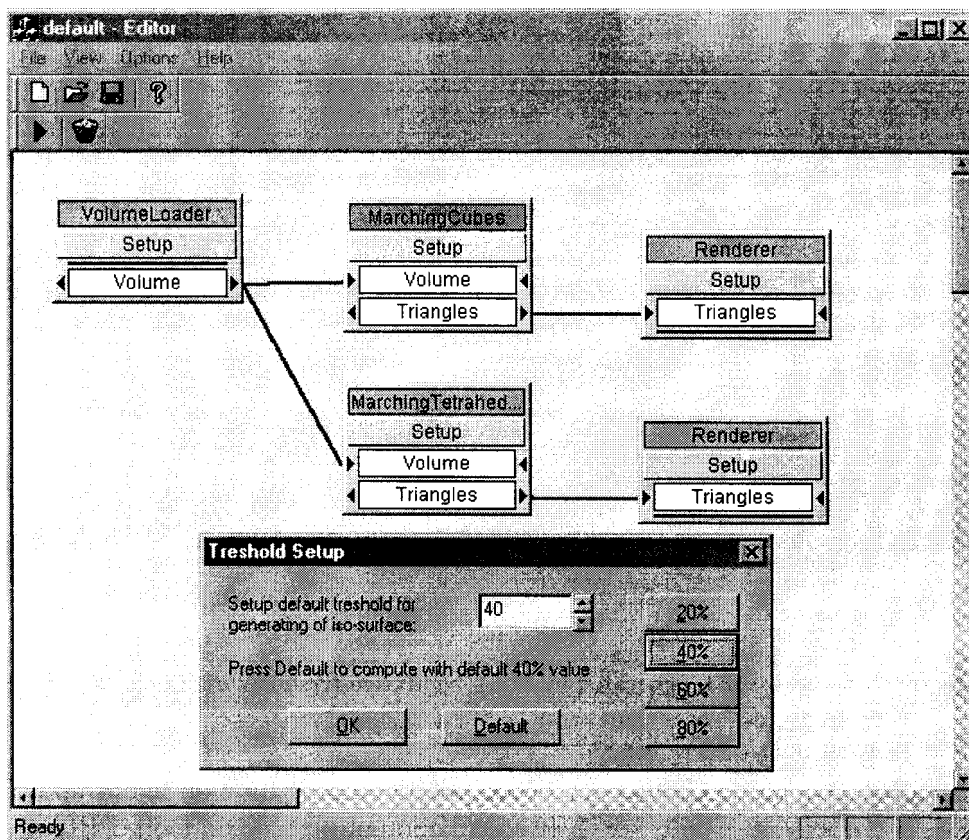 default - Editor
File View Options Help
VolumeLoader
Setup
Volume
MarchingCubes
Setup
Volume
Triangles
Renderer
Setup
Triangles
MarchingTetrahed...
Setup
Volume
Triangles
Renderer
Setup
Triangles
Treshold Setup
Setup default treshold for
generating of iso-surface:
40
Press Default to compute with default 40% value
20%
40%
60%
80%
OK
Default
Ready